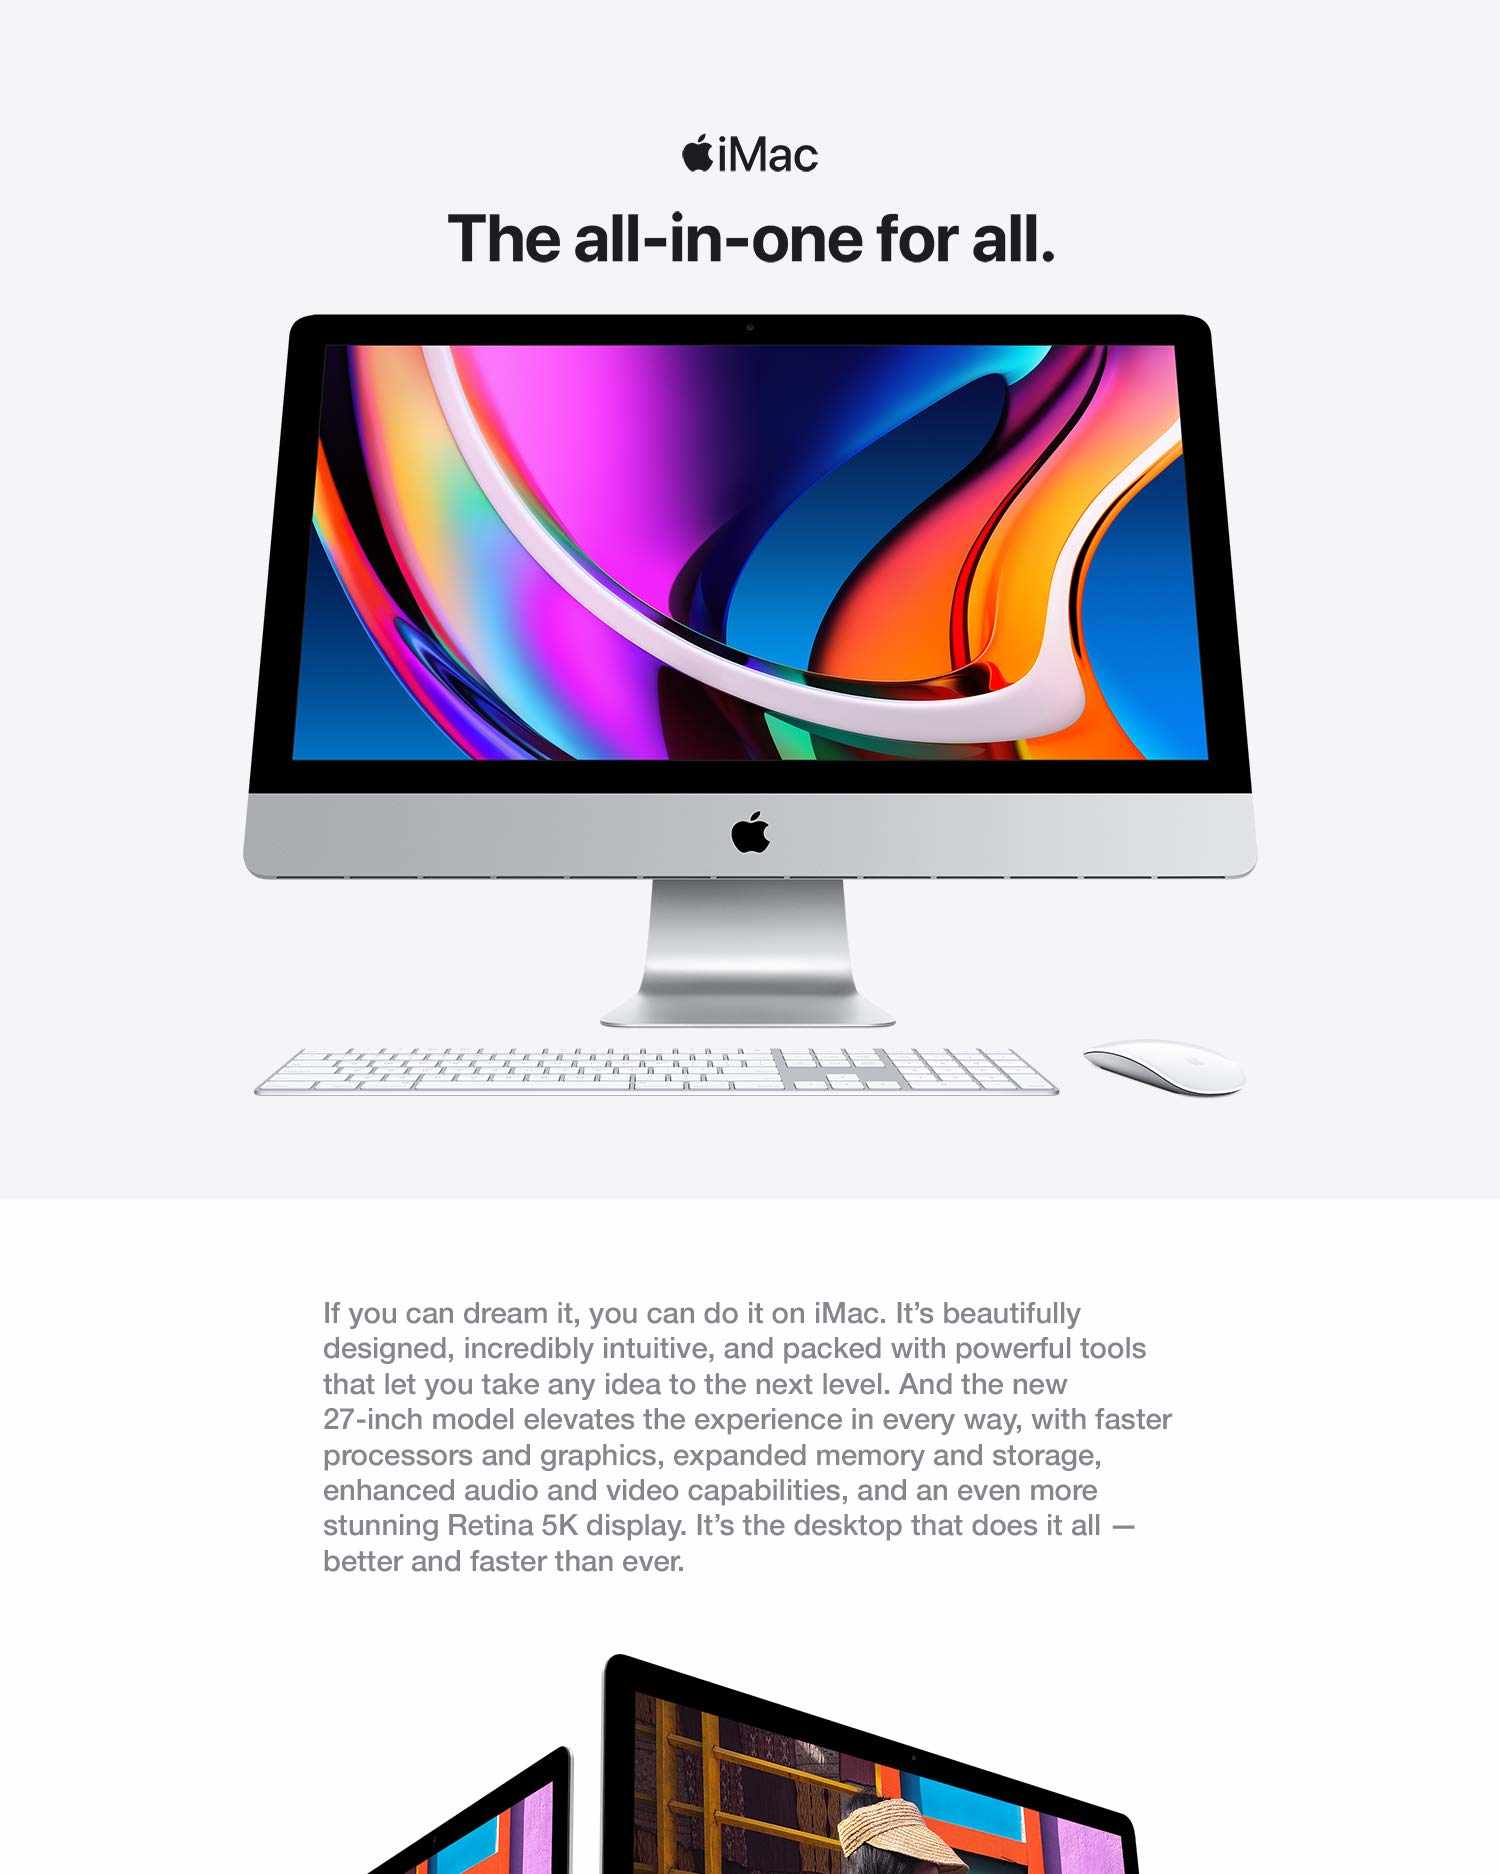 iMac
The all-in-one for all.
If you can dream it, you can do it on iMac. It’s beautifully
designed, incredibly intuitive, and packed with powerful tools
that let you take any idea to the next level. And the new
27-inch model elevates the experience in every way, with faster
processors and graphics, expanded memory and storage,
enhanced audio and video capabilities, and an even more
stunning Retina 5K display. It’s the desktop that does it all —
better and faster than ever.